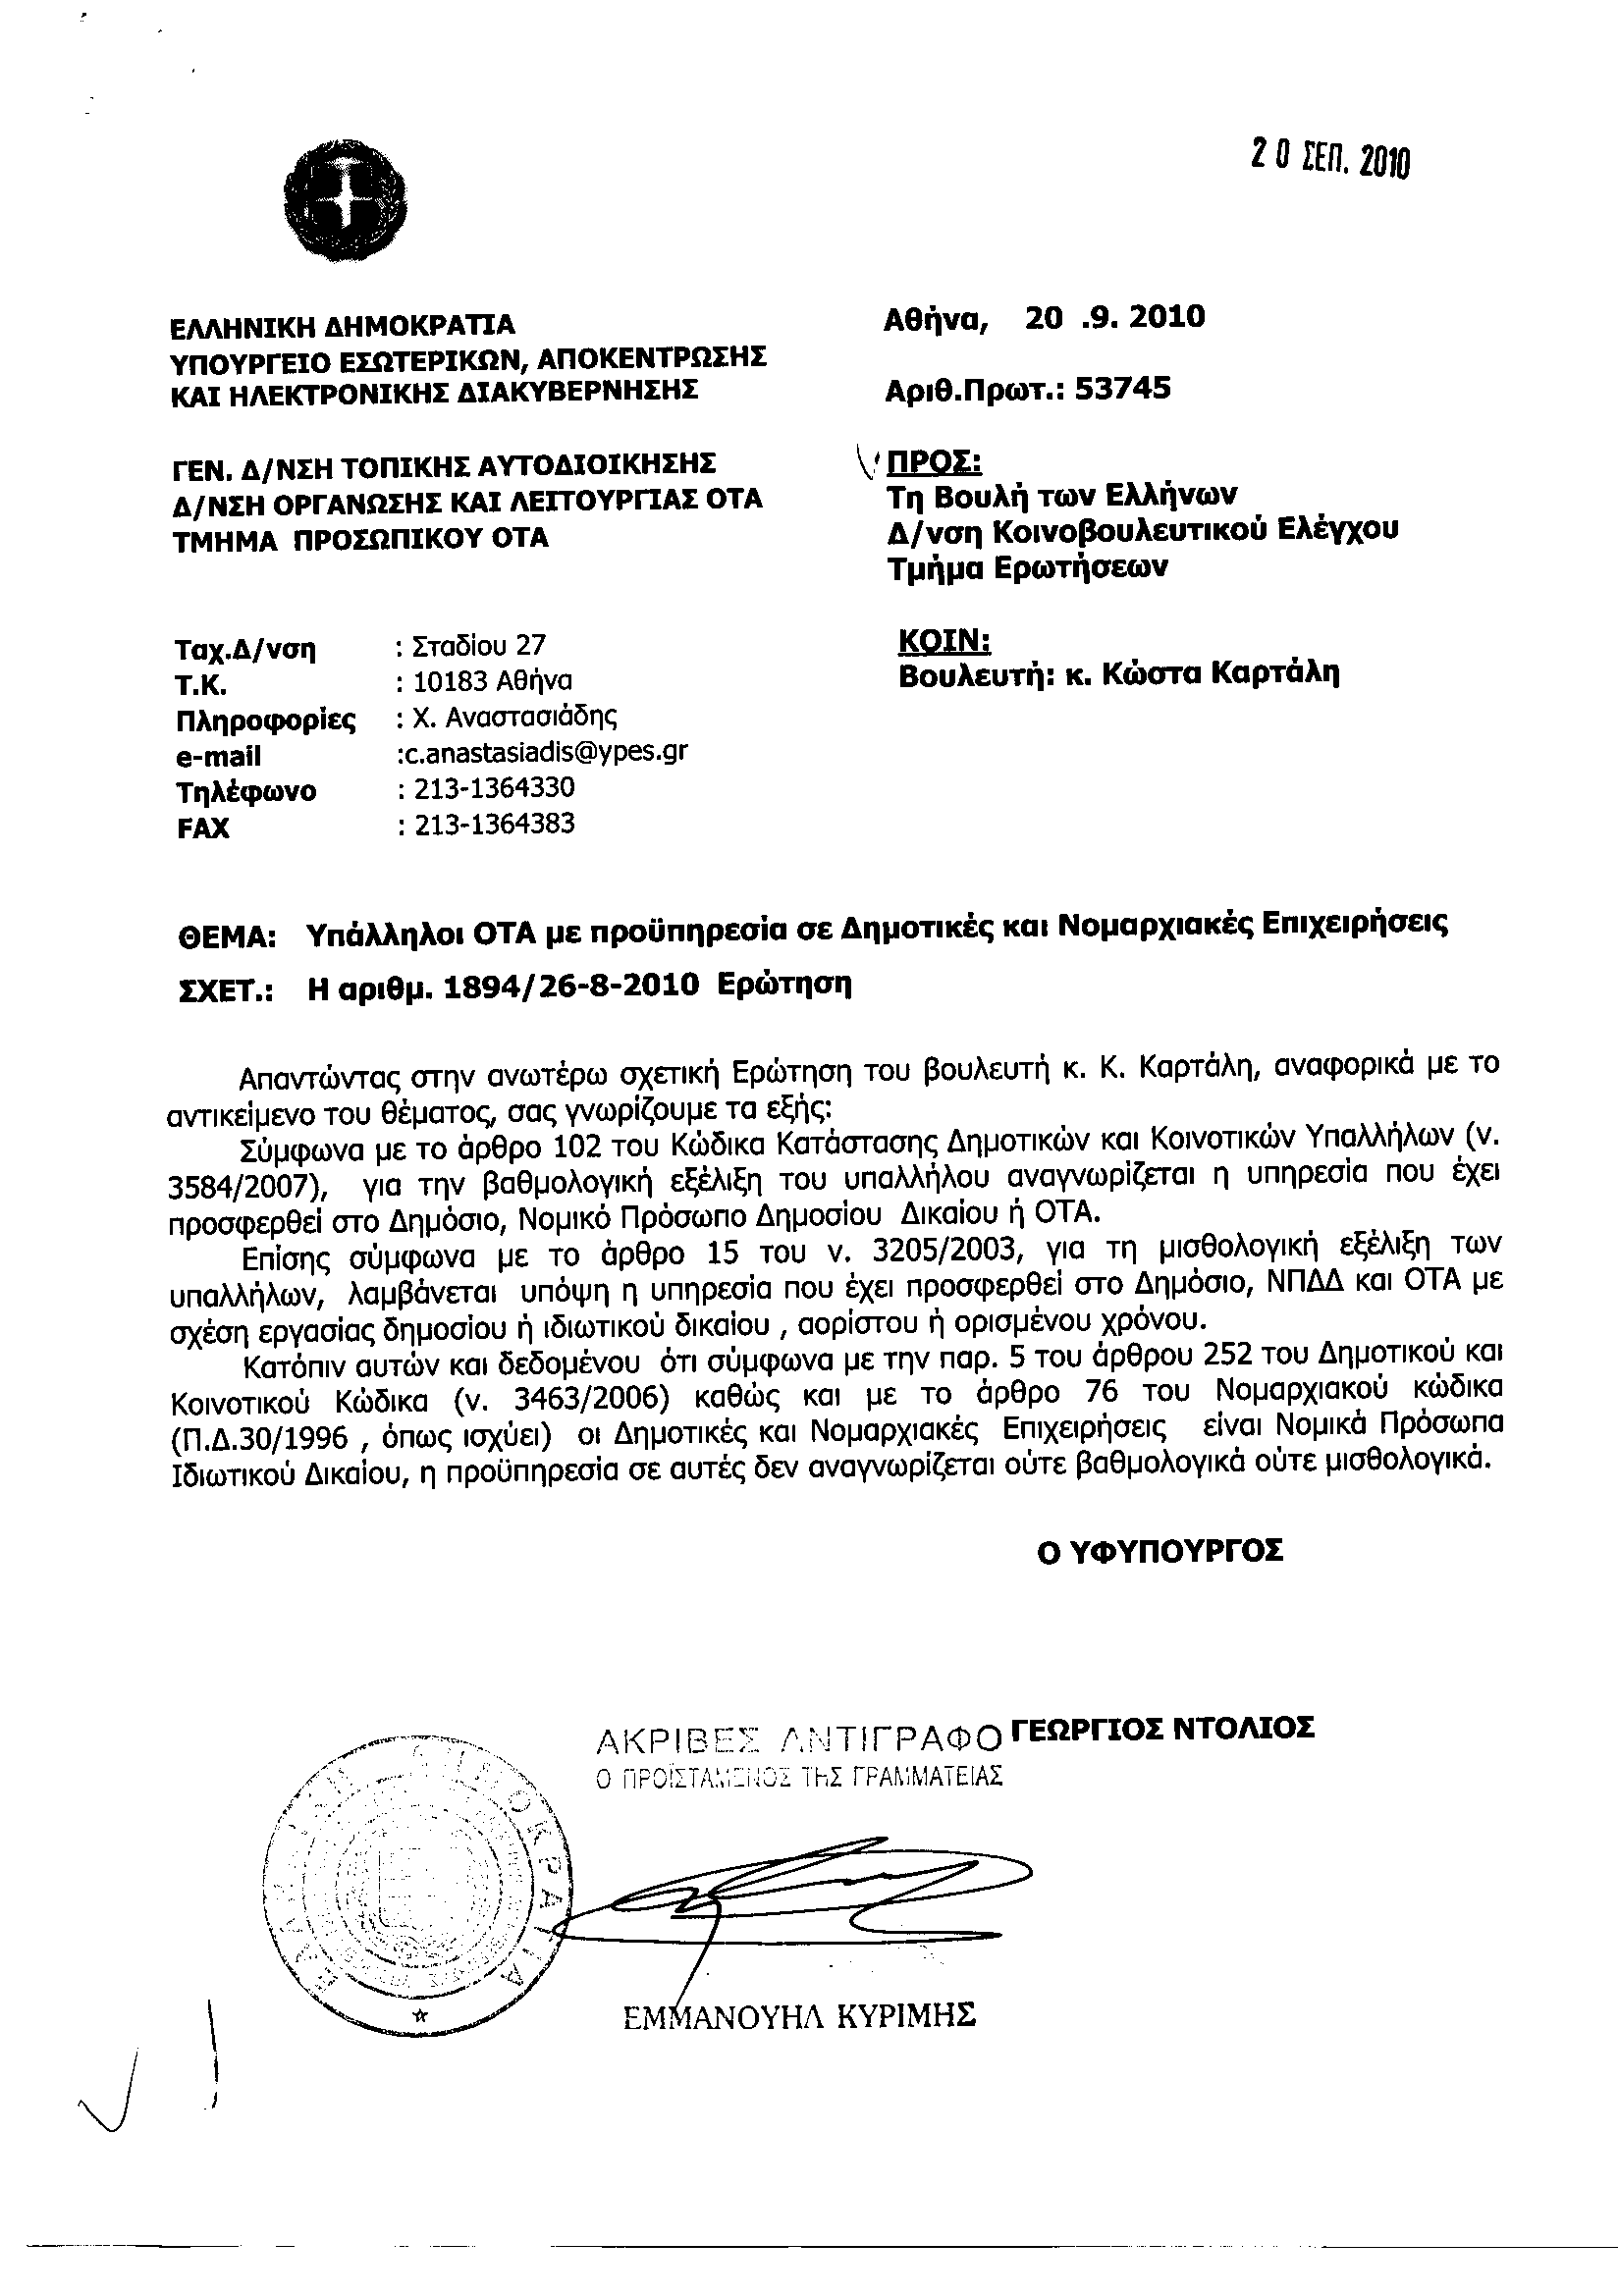 2 0 ΣΕΠ. 2010
ΕΛΛΗΝΙΚΗ ΔΗΜΟΚΡΑΤΙΑ
ΥΠΟΥΡΓΕΙΟ ΕΣΩΤΕΡΙΚΩΝ, ΑΠΟΚΕΝΤΡΩΣΗΣ
ΚΑΙ ΗΛΕΚΤΡΟΝΙΚΗΣ ΔΙΑΚΥΒΕΡΝΗΣΗΣ
ΓΕΝ. Δ/ΝΣΗ ΤΟΠΙΚΗΣ ΑΥΤΟΔΙΟΙΚΗΣΗΣ
Δ/ΝΣΗ ΟΡΓΑΝΩΣΗΣ ΚΑΙ ΛΕΙΤΟΥΡΓΙΑΣ ΟΤΑ
ΤΜΗΜΑ ΠΡΟΣΩΠΙΚΟΥ ΟΤΑ
Ταχ.Δ/νση : Σταδίου 27
Τ.Κ. : 10183 Αθήνα
Πληροφορίες : Χ. Αναστασιάδης
e-mail :c.anastasiadis@ypes.gr
Τηλέφωνο : 213-1364330
FAX : 213-1364383
Αθήνα, 20 .9. 2010
Αριθ.Πρωτ.: 53745
ΠΡΟΣ:
Τη Βουλή των Ελλήνων
Δ/νση Κοινοβουλευτικού Ελέγχου
Τμήμα Ερωτήσεων
ΚΟΙΝ:
Βουλευτή: κ. Κώστα Καρτάλη
ΘΕΜΑ: Υπάλληλοι ΟΤΑ με προϋπηρεσία σε Δημοτικές και Νομαρχιακές Επιχειρήσεις
ΣΧΕΤ.: Η αριθμ. 1894/26-8-2010 Ερώτηση
Απαντώντας στην ανωτέρω σχετική Ερώτηση του βουλευτή κ. Κ. Καρτάλη, αναφορικά με το
αντικείμενο του θέματος, σας γνωρίζουμε τα εξής:
Σύμφωνα με το άρθρο 102 του Κώδικα Κατάστασης Δημοτικών και Κοινοτικών Υπαλλήλων (ν.
3584/2007), για την βαθμολογική εξέλιξη του υπαλλήλου αναγνωρίζεται η υπηρεσία που έχει
προσφερθεί στο Δημόσιο, Νομικό Πρόσωπο Δημοσίου Δικαίου ή ΟΤΑ.
Επίσης σύμφωνα με το άρθρο 15 του ν. 3205/2003, για τη μισθολογική εξέλιξη των
υπαλλήλων, λαμβάνεται υπόψη η υπηρεσία που έχει προσφερθεί στο Δημόσιο, ΝΠΔΔ και ΟΤΑ με
σχέση εργασίας δημοσίου ή ιδιωτικού δικαίου , αορίστου ή ορισμένου χρόνου.
Κατόπιν αυτών και δεδομένου ότι σύμφωνα με την παρ. 5 του άρθρου 252 του Δημοτικού και
Κοινοτικού Κώδικα (ν. 3463/2006) καθώς και με το άρθρο 76 του Νομαρχιακού κώδικα
(Π.Δ.30/1996 , όπως ισχύει) οι Δημοτικές και Νομαρχιακές Επιχειρήσεις είναι Νομικά Πρόσωπα
Ιδιωτικού Δικαίου, η προϋπηρεσία σε αυτές δεν αναγνωρίζεται ούτε βαθμολογικά ούτε μισθολογικά.
Ο ΥΦΥΠΟΥΡΓΟΣ
ΓΕΩΡΓΙΟΣ ΝΤΟΛΙΟΣ
ΑΚΡΙΒΕΣ ΑΝΤΙΓΡΑΦΟ
Ο ΠΡΟΪΣΤΑΜΕΝΟΣ ΤΗΣ ΓΡΑΜΜΑΤΕΙΑΣ
ΕΛΛΗΝΙΚΗ ΔΗΜΟΚΡΑΤΙΑ
ΕΜΜΑΝΟΥΗΛ ΚΥΡΙΜΗΣ